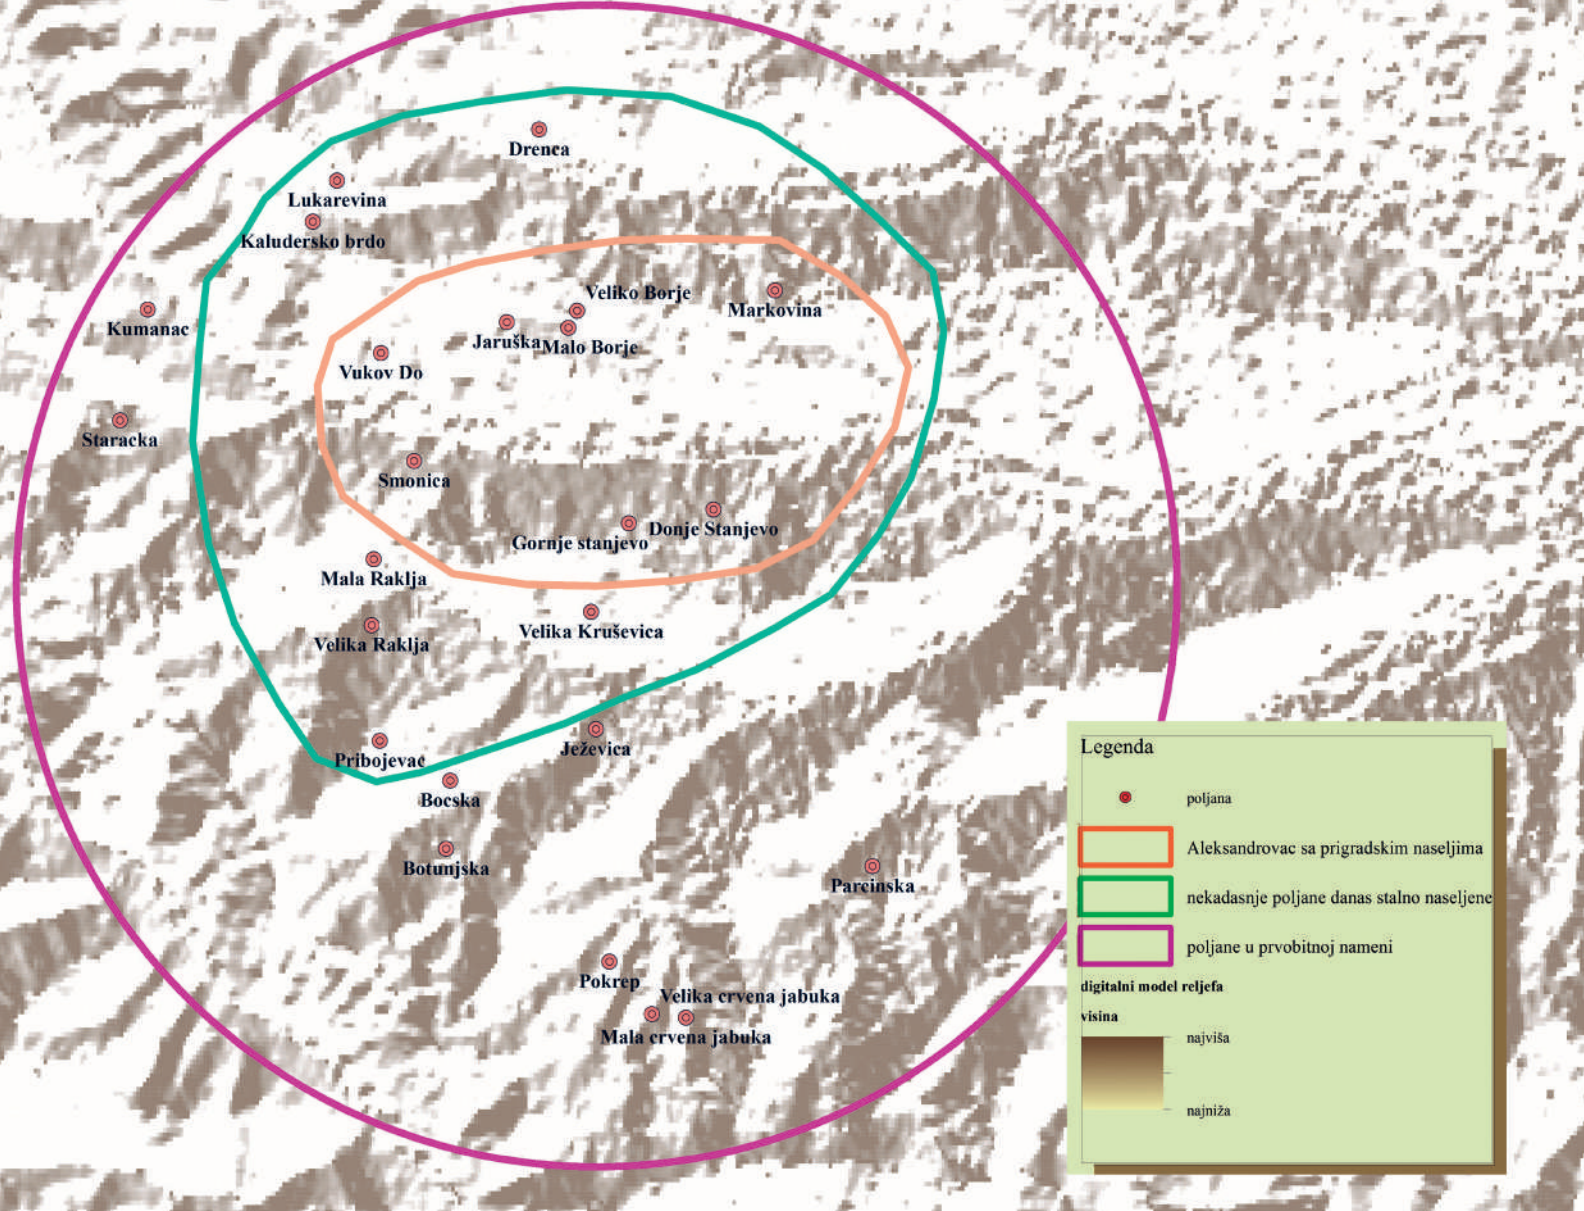 Drenca
Lukarevina
Kaludersko brdo
Veliko Borje
Markovina
Kumanac
Jaruška
Malo Borje
Vukov Do
Staracka
Smonica
Donje Stanjevo
Gornje stanjevo
Mala Raklja
Velika Kruševica
Velika Raklja
Ježevica
Pribojevac
Bocska
Botunjska
Parcinska
Pokrep
Velika crvena jabuka
Mala crvena jabuka
Legenda
poljana
Aleksandrovac sa prigradskim naseljima
nekadasnje poljane danas stalno naseljene
poljane u prvobitnoj nameni
digitalni model reljefa
visina
najviša
najniža